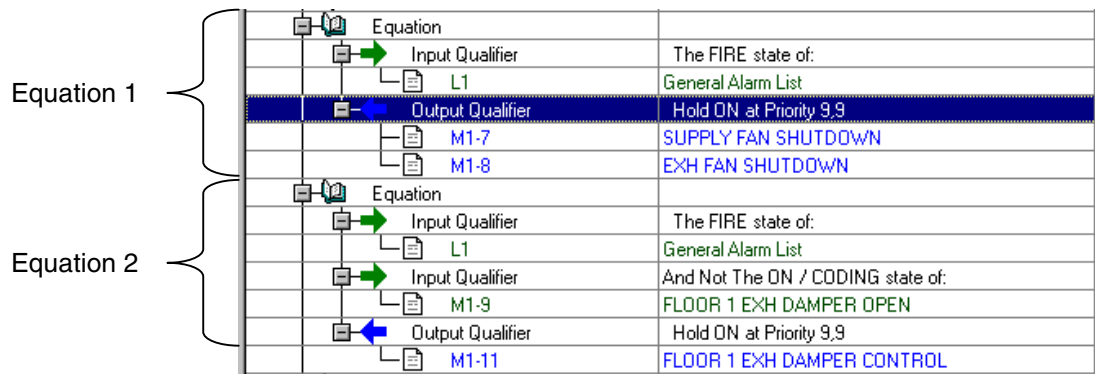 Equation
Input Qualifier The FIRE state of:
L1 General Alarm List
Equation 1
Output Qualifier Hold ON at Priority 9,9
M1-7 SUPPLY FAN SHUTDOWN
M1-8 EXH FAN SHUTDOWN
Equation
Input Qualifier The FIRE state of:
L1 General Alarm List
Equation 2
Input Qualifier And Not The ON / CODING state of:
M1-9 FLOOR 1 EXH DAMPER OPEN
Output Qualifier Hold ON at Priority 9,9
M1-11 FLOOR 1 EXH DAMPER CONTROL